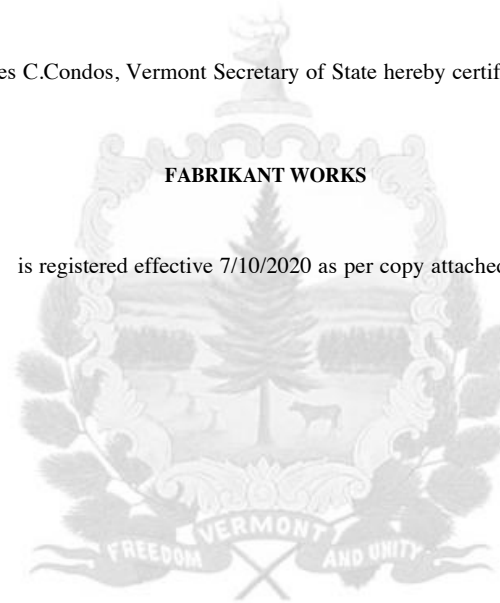 es C.Condos, Vermont Secretary of State hereby certif
FABRIKANT WORKS
is registered effective 7/10/2020 as per copy attached
VERMONT
FREEDOM AND UNITY